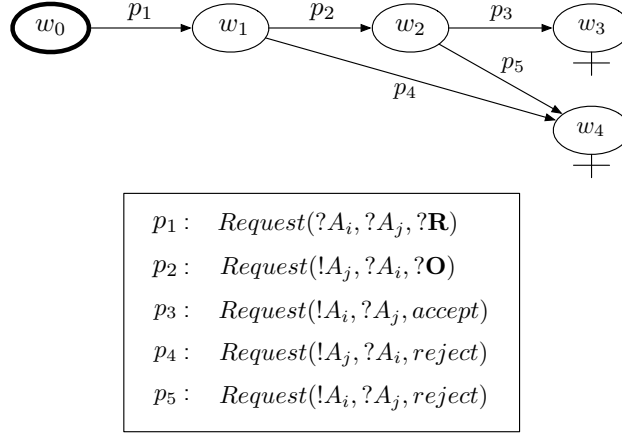 w₀ p₁ w₁ p₂ w₂ p₃ w₃
p₅
p₄
w₄
p₁ : Request(?Aᵢ, ?Aⱼ, ?R)
p₂ : Request(!Aⱼ, ?Aᵢ, ?O)
p₃ : Request(!Aᵢ, ?Aⱼ, accept)
p₄ : Request(!Aⱼ, ?Aᵢ, reject)
p₅ : Request(!Aᵢ, ?Aⱼ, reject)